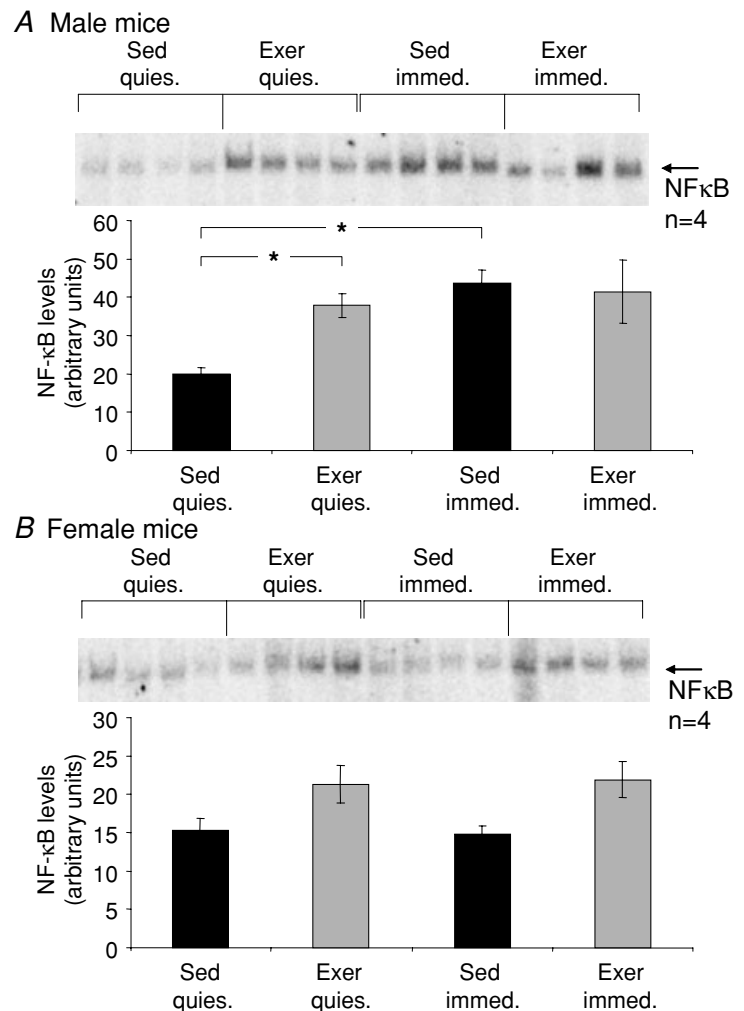 A Male mice
Sed Exer Sed Exer
quies. quies. immed. immed.
NFκB
n=4
60
50
40
30
20
10
0
NF-κB levels
(arbitrary units)
*
*
Sed Exer Sed Exer
quies. quies. immed. immed.
B Female mice
Sed Exer Sed Exer
quies. quies. immed. immed.
NFκB
n=4
30
25
20
15
10
5
0
NF-κB levels
(arbitrary units)
Sed Exer Sed Exer
quies. quies. immed. immed.